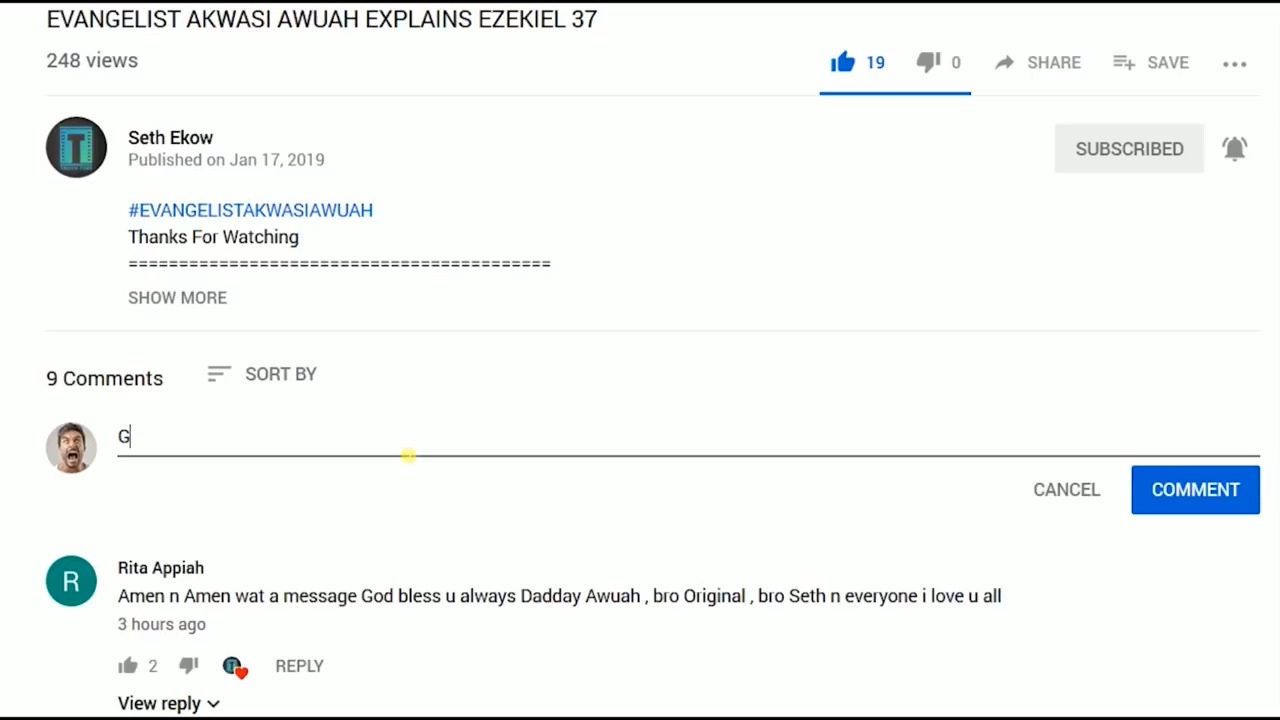 EVANGELIST AKWASI AWUAH EXPLAINS EZEKIEL 37
248 views
19 0 SHARE SAVE
T
Seth Ekow
Published on Jan 17, 2019
SUBSCRIBED
#EVANGELISTAKWASIAWUAH
Thanks For Watching
==========================================
SHOW MORE
9 Comments SORT BY
G
CANCEL COMMENT
R
Rita Appiah
Amen n Amen wat a message God bless u always Dadday Awuah , bro Original , bro Seth n everyone i love u all
3 hours ago
2 REPLY
View reply